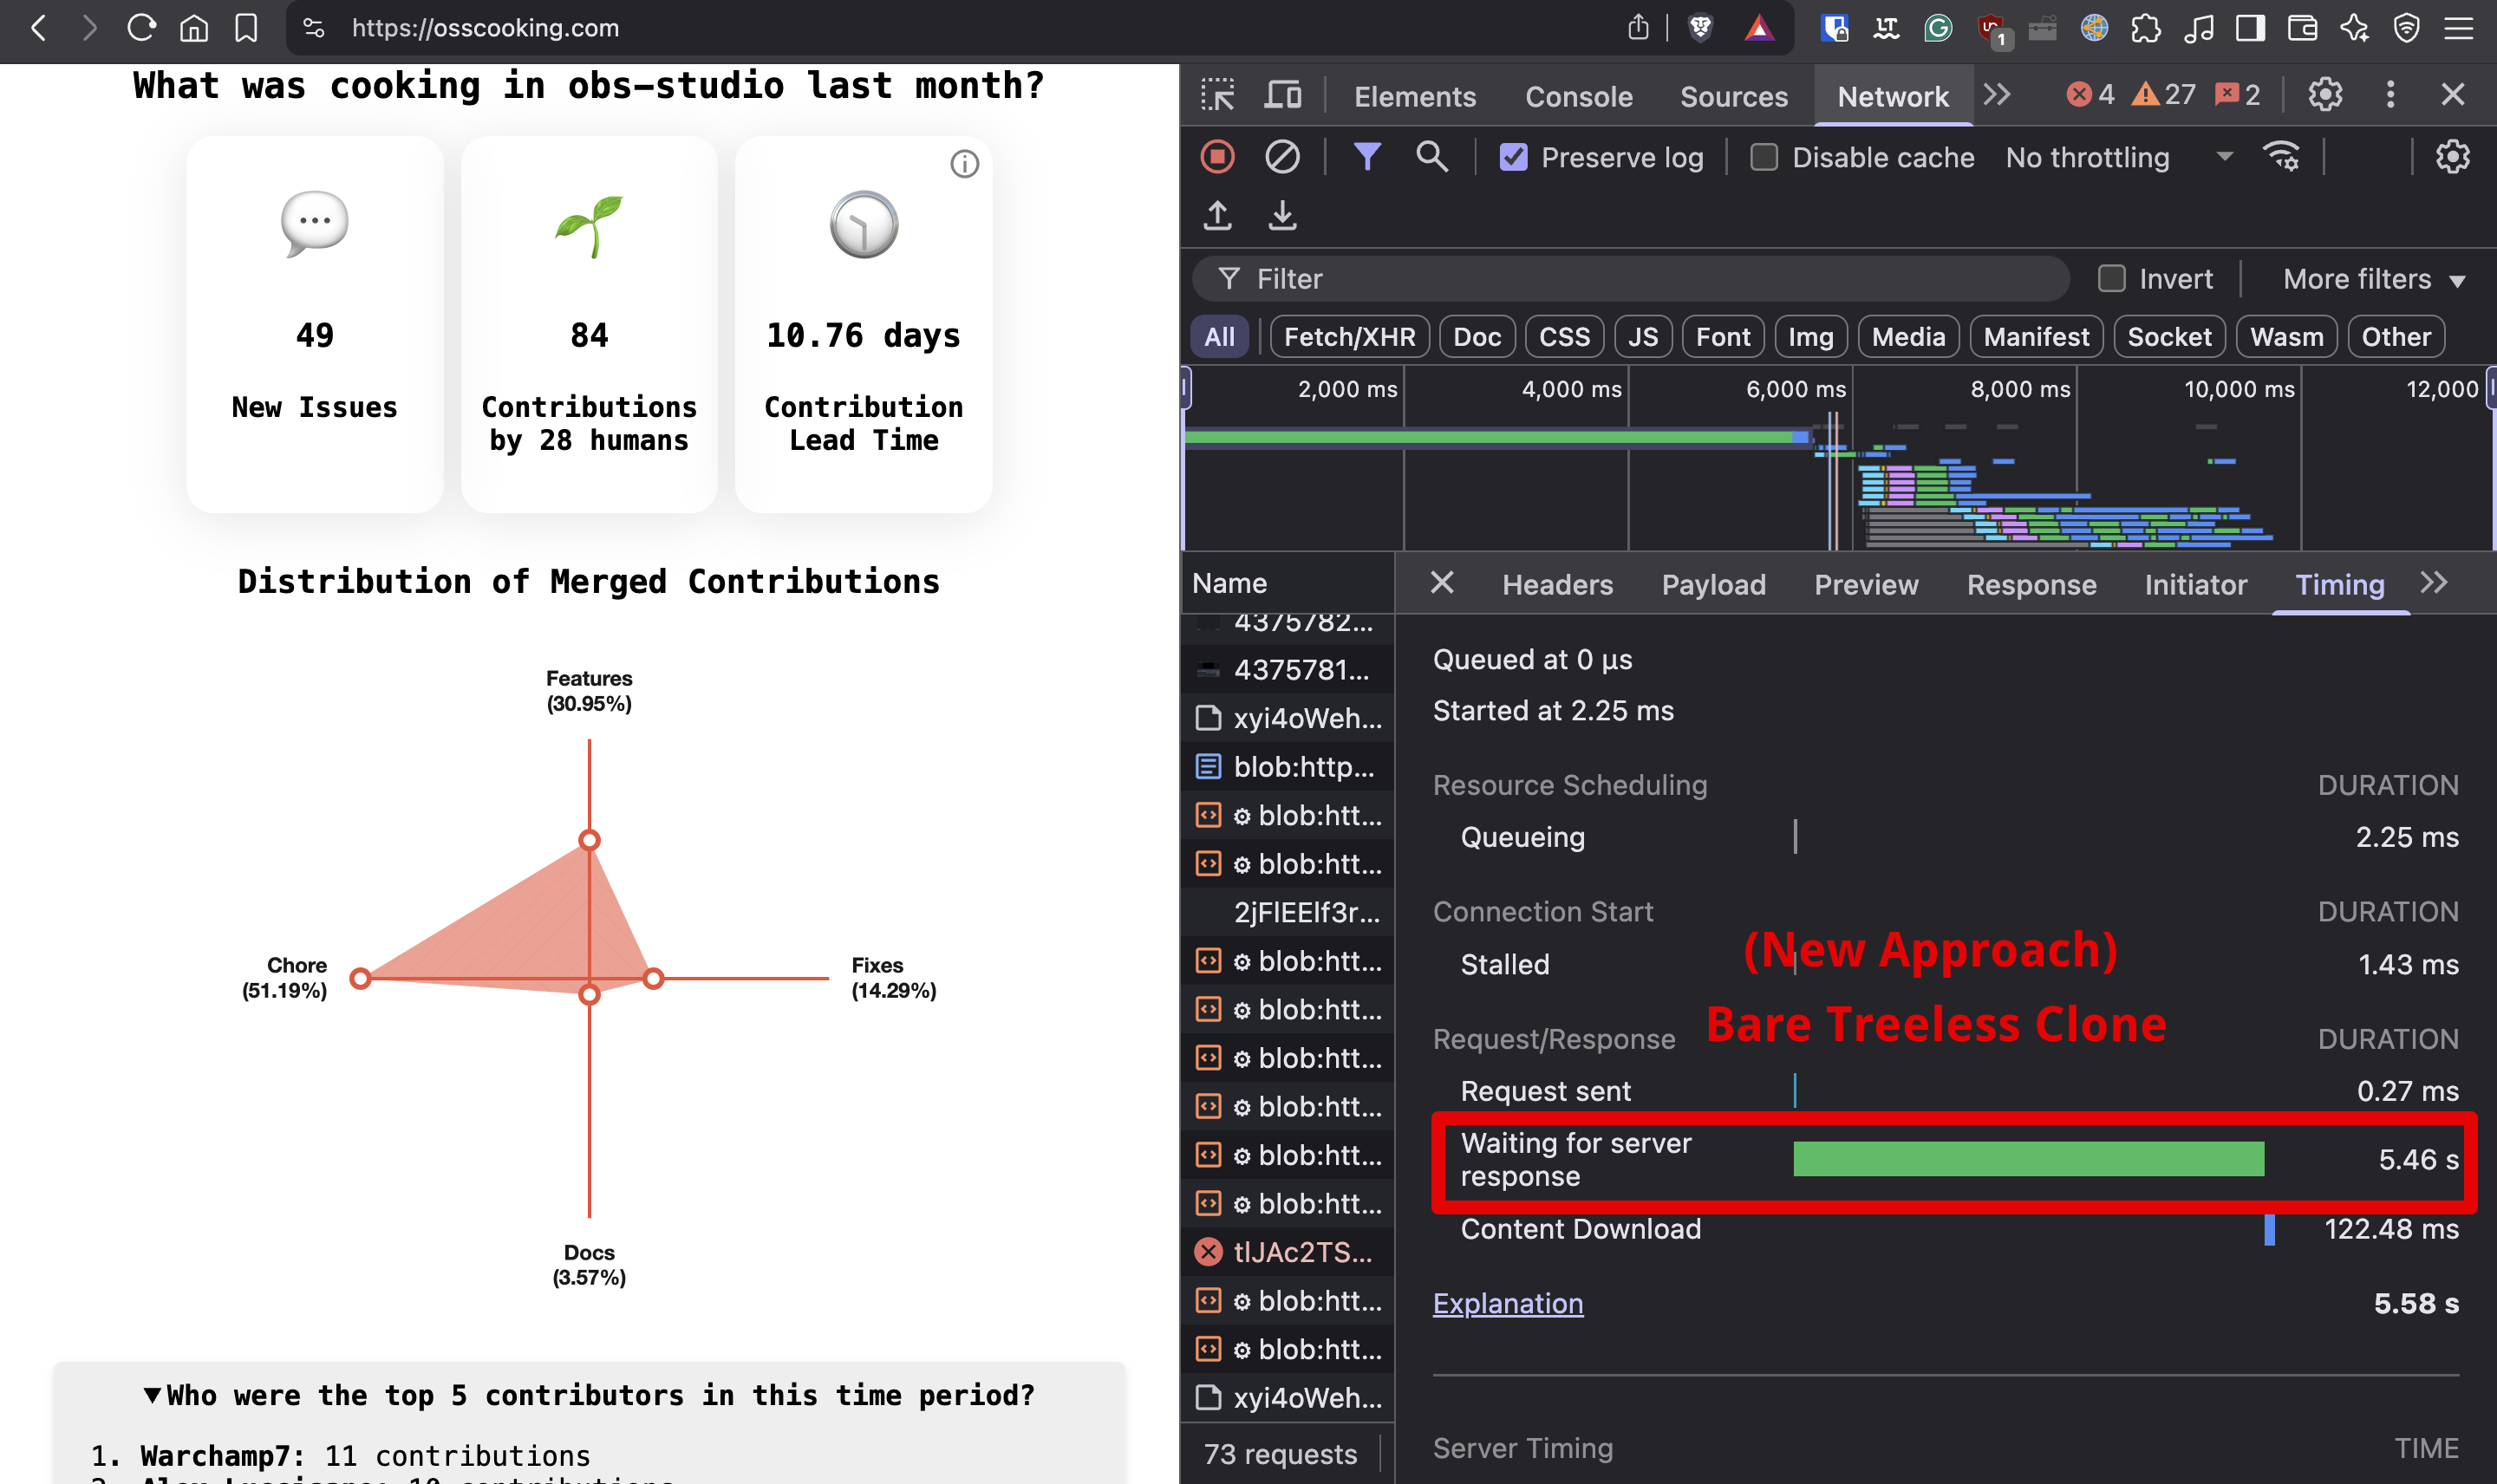 https://osscooking.com
1
What was cooking in obs-studio last month?
49
New Issues
84
Contributions
by 28 humans
10.76 days
Contribution
Lead Time
Distribution of Merged Contributions
Features
(30.95%)
Chore
(51.19%)
Fixes
(14.29%)
Docs
(3.57%)
▼Who were the top 5 contributors in this time period?
1. Warchamp7: 11 contributions
Elements Console Sources Network 4 27 2
Preserve log Disable cache No throttling
Filter Invert More filters
All Fetch/XHR Doc CSS JS Font Img Media Manifest Socket Wasm Other
2,000 ms 4,000 ms 6,000 ms 8,000 ms 10,000 ms 12,000
Name
4375782...
4375781...
xyi4oWeh...
blob:http...
blob:htt...
blob:htt...
2jFlEElf3r...
blob:htt...
blob:htt...
blob:htt...
blob:htt...
blob:htt...
blob:htt...
tlJAc2TS...
blob:htt...
blob:htt...
xyi4oWeh...
73 requests
Headers Payload Preview Response Initiator Timing
Queued at 0 μs
Started at 2.25 ms
Resource Scheduling DURATION
Queueing 2.25 ms
Connection Start DURATION
Stalled 1.43 ms
(New Approach)
Bare Treeless Clone
Request/Response DURATION
Request sent 0.27 ms
Waiting for server
response 5.46 s
Content Download 122.48 ms
Explanation 5.58 s
Server Timing TIME